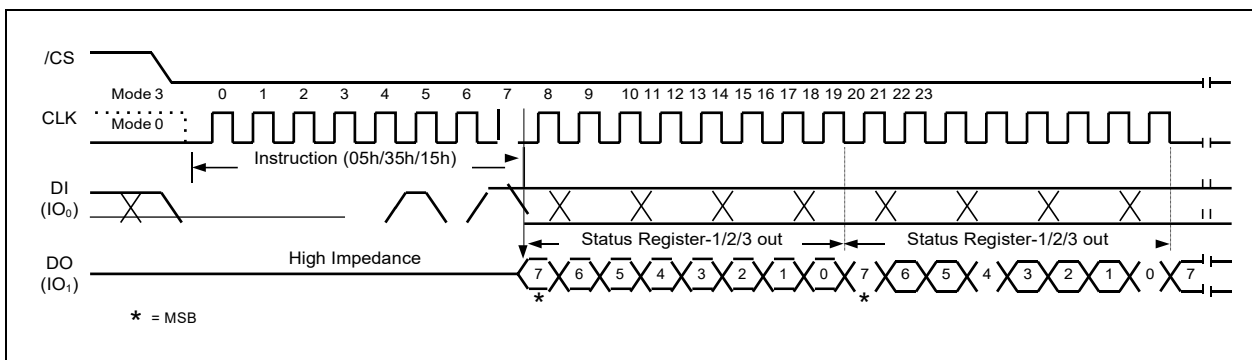 /CS
Mode 3 0 1 2 3 4 5 6 7 8 9 10 11 12 13 14 15 16 17 18 19 20 21 22 23
CLK Mode 0
Instruction (05h/35h/15h)
DI
(IO0)
Status Register-1/2/3 out Status Register-1/2/3 out
High Impedance
DO 7 6 5 4 3 2 1 0 7 6 5 4 3 2 1 0 7
(IO1)
* *
* = MSB